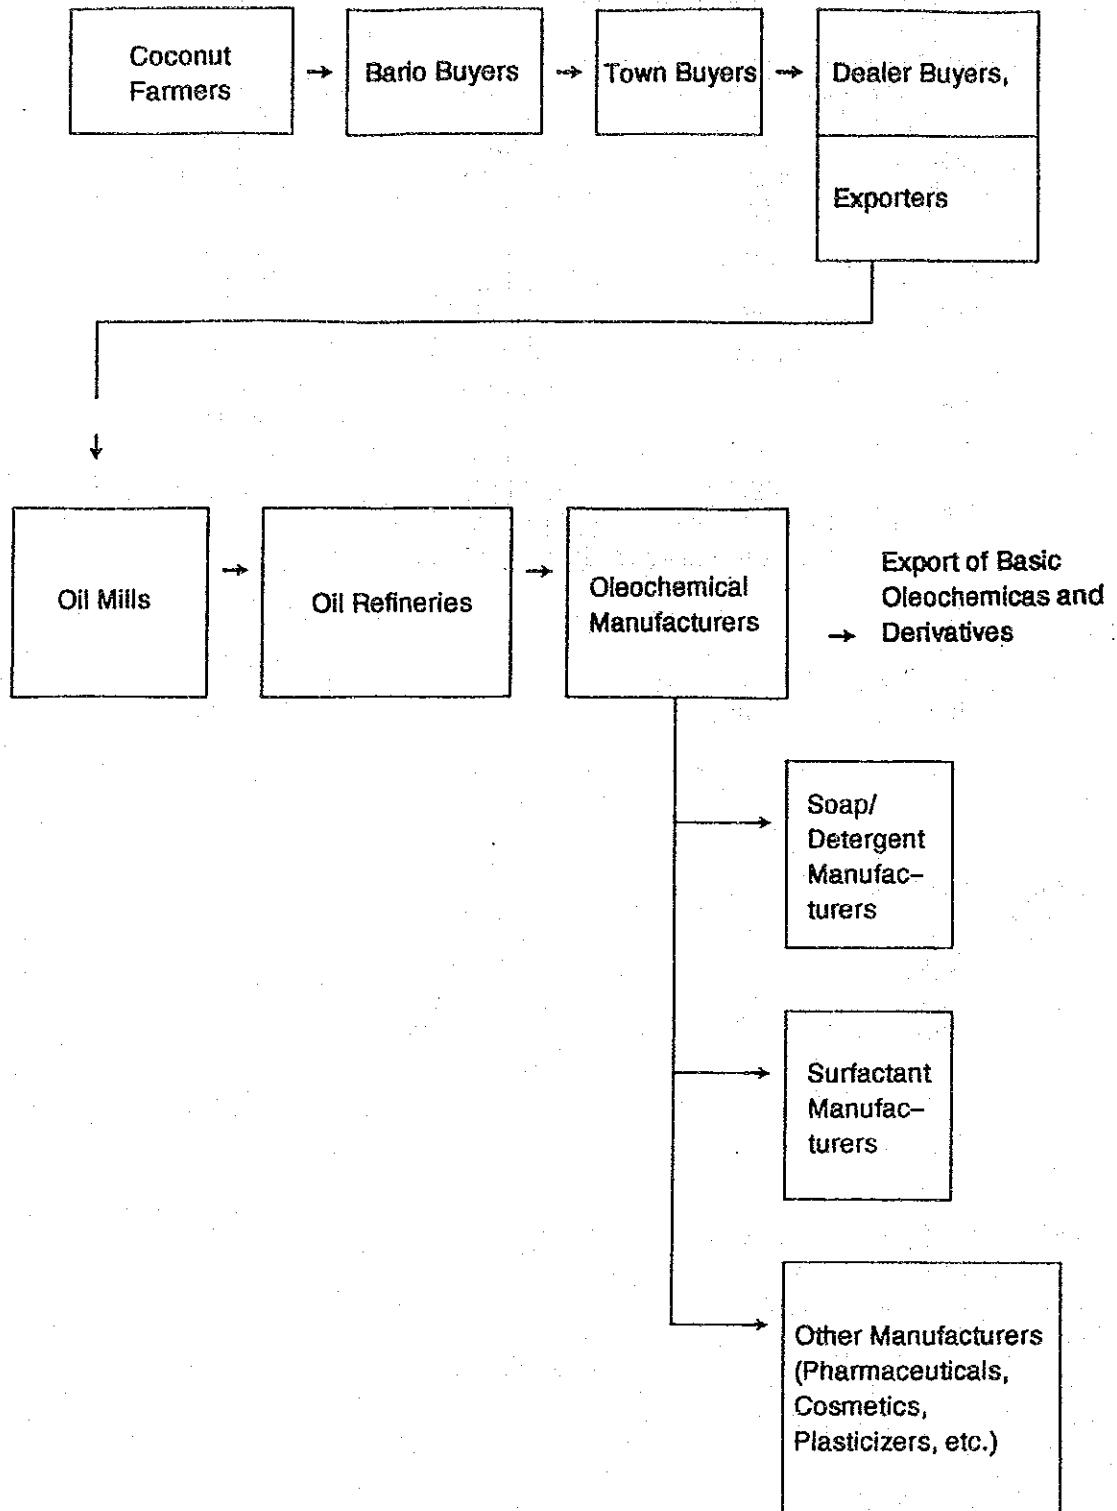 Coconut
Farmers
Bario Buyers
Town Buyers
Dealer Buyers,
Exporters
Oil Mills
Oil Refineries
Oleochemical
Manufacturers
Export of Basic
Oleochemicas and
Derivatives
Soap/
Detergent
Manufac–
turers
Surfactant
Manufac–
turers
Other Manufacturers
(Pharmaceuticals,
Cosmetics,
Plasticizers, etc.)